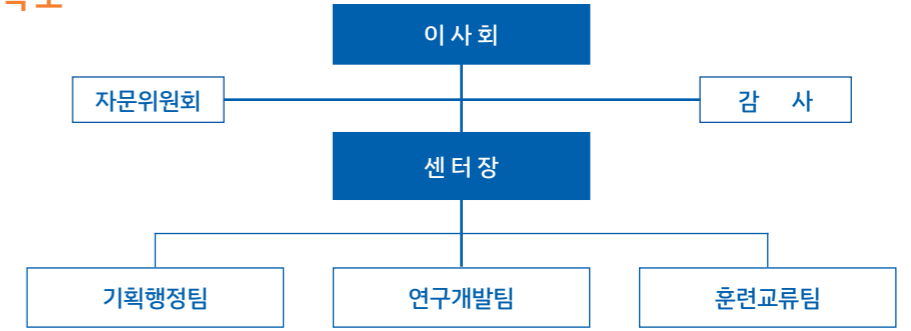 이사회
자문위원회
감 사
센터장
기획행정팀
연구개발팀
훈련교류팀